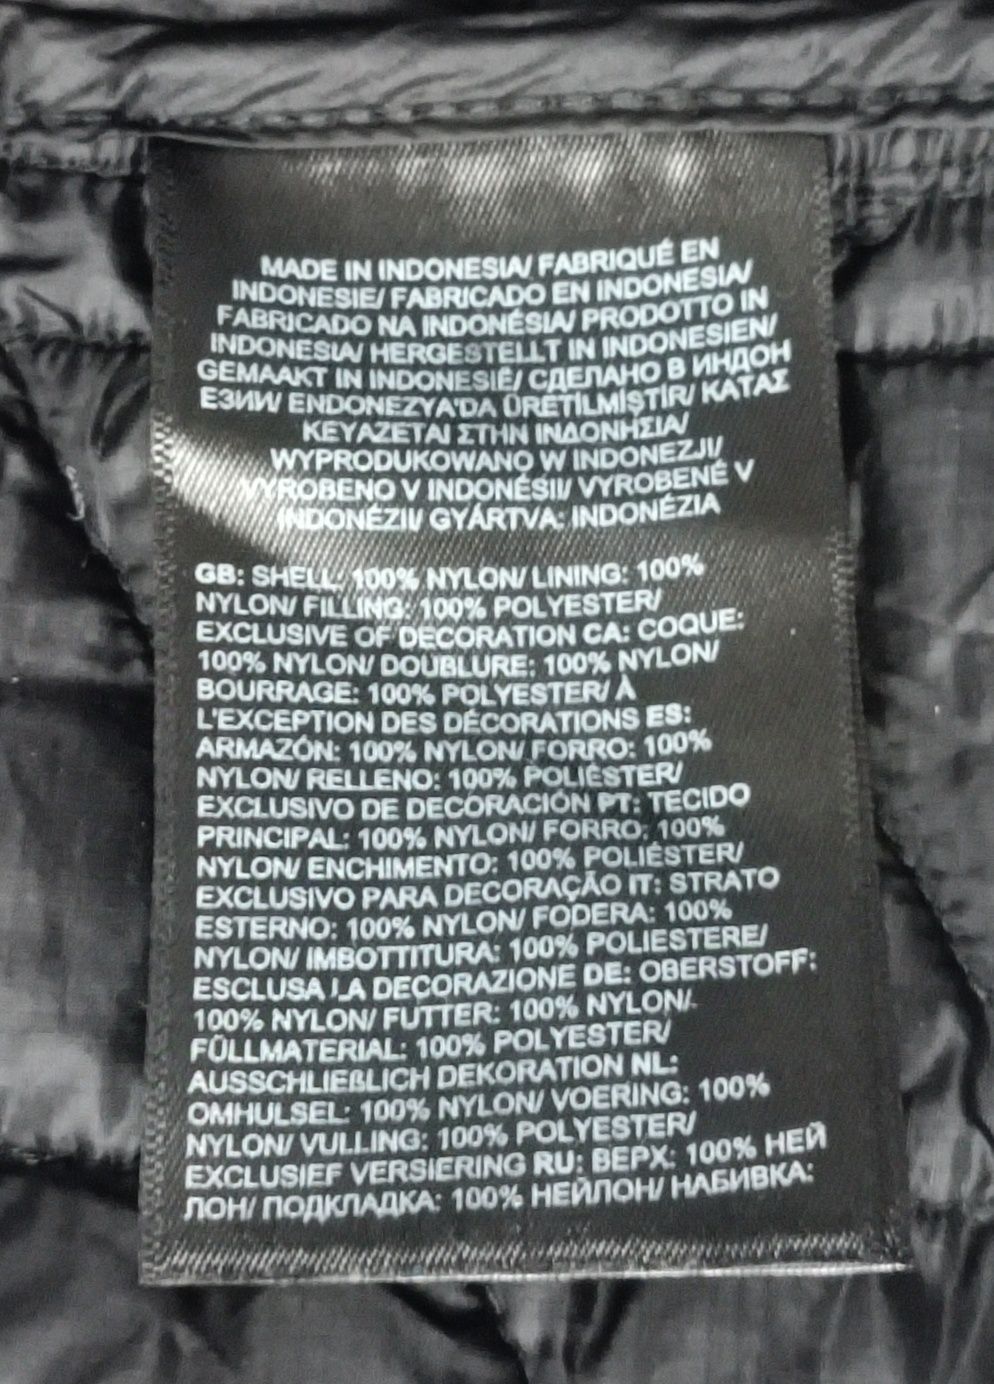 MADE IN INDONESIA/ FABRIQUÉ EN
INDONESIE/ FABRICADO EN INDONESIA/
FABRICADO NA INDONÉSIA/ PRODOTTO IN
INDONESIA/ HERGESTELLT IN INDONESIEN/
GEMAAKT IN INDONESIË/ СДЕЛАНО В ИНДОН
ЕЗИИ/ ENDONEZYA'DA ÜRETİLMİŞTİR/ ΚΑΤΑΣ
ΚΕΥΑΖΕΤΑΙ ΣΤΗΝ ΙΝΔΟΝΗΣΙΑ/
WYPRODUKOWANO W INDONEZJI/
VYROBENO V INDONÉSII/ VYROBENÉ V
INDONÉZII/ GYÁRTVA: INDONÉZIA
GB: SHELL: 100% NYLON/ LINING: 100%
NYLON/ FILLING: 100% POLYESTER/
EXCLUSIVE OF DECORATION CA: COQUE:
100% NYLON/ DOUBLURE: 100% NYLON/
BOURRAGE: 100% POLYESTER/ À
L'EXCEPTION DES DÉCORATIONS ES:
ARMAZÓN: 100% NYLON/ FORRO: 100%
NYLON/ RELLENO: 100% POLIÉSTER/
EXCLUSIVO DE DECORACIÓN PT: TECIDO
PRINCIPAL: 100% NYLON/ FORRO: 100%
NYLON/ ENCHIMENTO: 100% POLIÉSTER/
EXCLUSIVO PARA DECORAÇÃO IT: STRATO
ESTERNO: 100% NYLON/ FODERA: 100%
NYLON/ IMBOTTITURA: 100% POLIESTERE/
ESCLUSA LA DECORAZIONE DE: OBERSTOFF:
100% NYLON/ FUTTER: 100% NYLON/
FÜLLMATERIAL: 100% POLYESTER/
AUSSCHLIEßLICH DEKORATION NL:
OMHULSEL: 100% NYLON/ VOERING: 100%
NYLON/ VULLING: 100% POLYESTER/
EXCLUSIEF VERSIERING RU: ВЕРХ: 100% НЕЙ
ЛОН/ ПОДКЛАДКА: 100% НЕЙЛОН/ НАБИВКА: